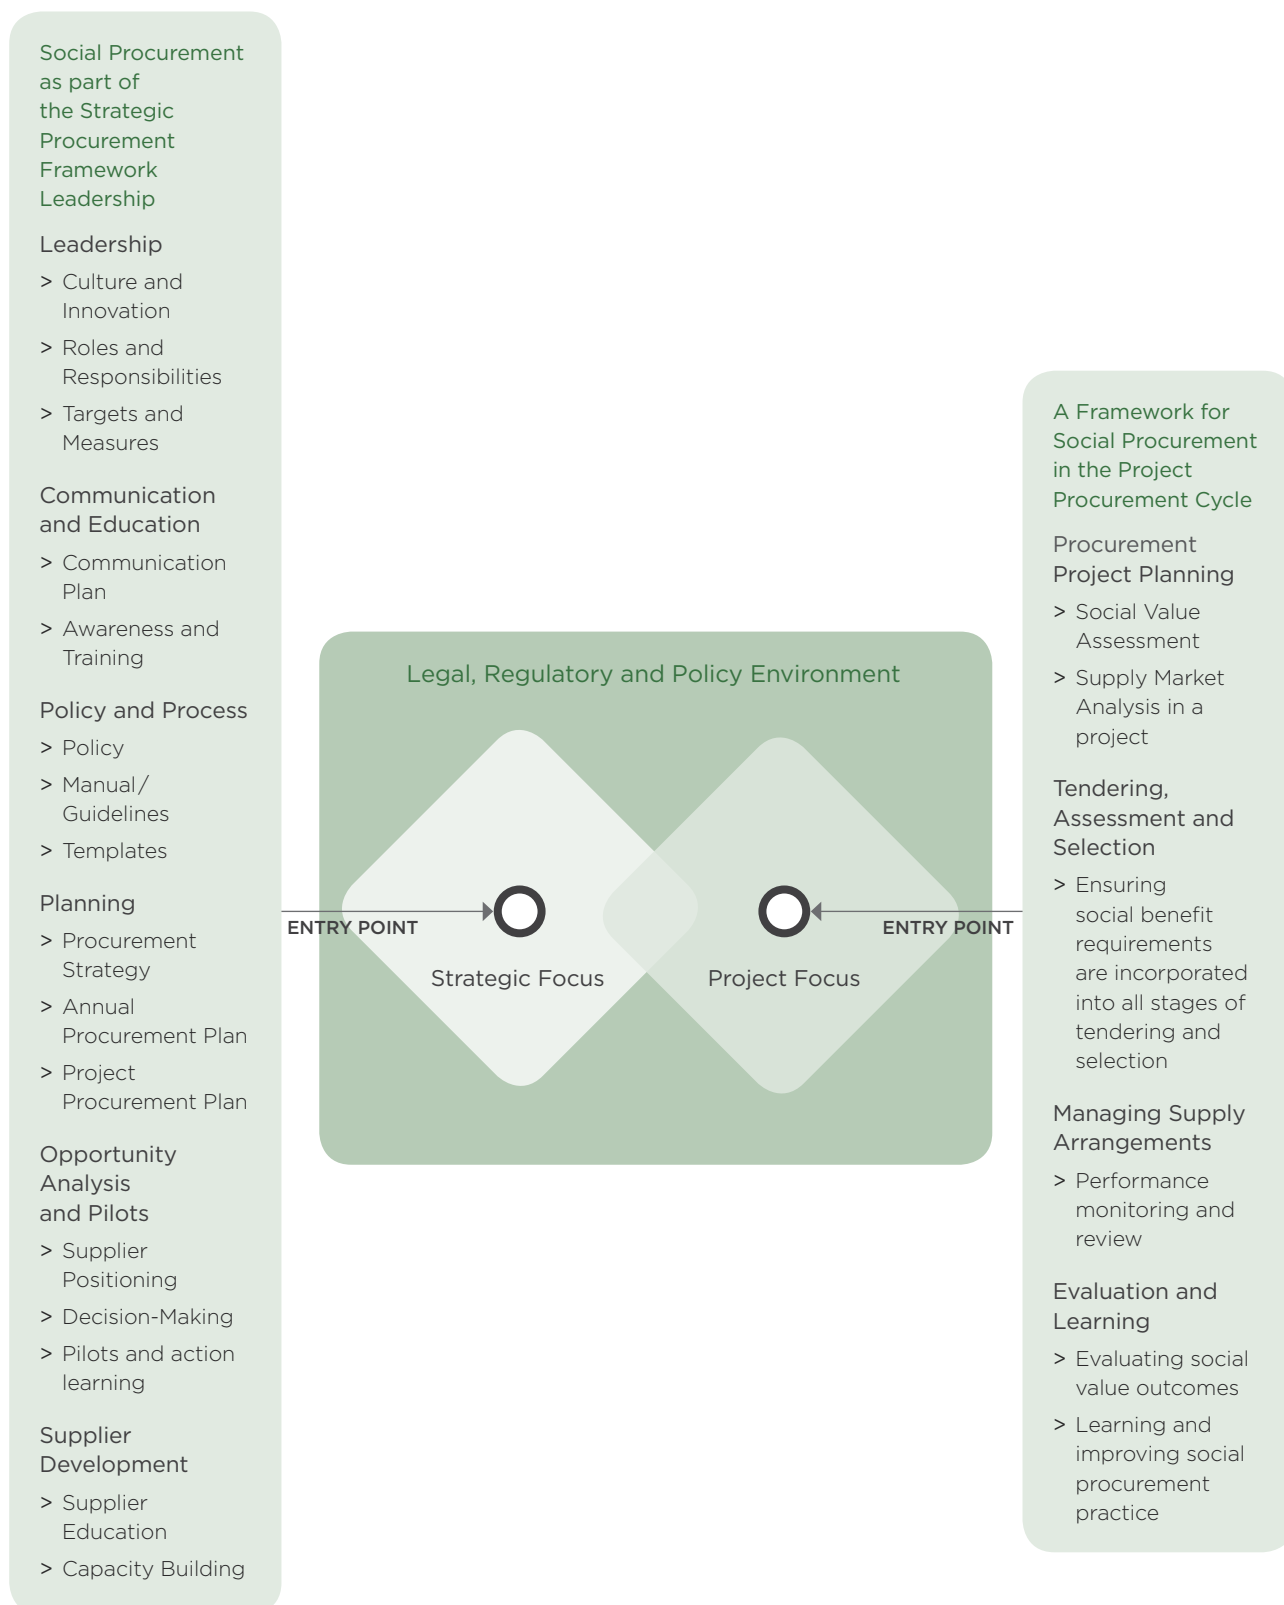 Social Procurement
as part of
the Strategic
Procurement
Framework
Leadership
Leadership
> Culture and
Innovation
> Roles and
Responsibilities
> Targets and
Measures
Communication
and Education
> Communication
Plan
> Awareness and
Training
Policy and Process
> Policy
> Manual/
Guidelines
> Templates
Planning
> Procurement
Strategy
> Annual
Procurement Plan
> Project
Procurement Plan
Opportunity
Analysis
and Pilots
> Supplier
Positioning
> Decision-Making
> Pilots and action
learning
Supplier
Development
> Supplier
Education
> Capacity Building
Legal, Regulatory and Policy Environment
ENTRY POINT
ENTRY POINT
Strategic Focus
Project Focus
A Framework for
Social Procurement
in the Project
Procurement Cycle
Procurement
Project Planning
> Social Value
Assessment
> Supply Market
Analysis in a
project
Tendering,
Assessment and
Selection
> Ensuring
social benefit
requirements
are incorporated
into all stages of
tendering and
selection
Managing Supply
Arrangements
> Performance
monitoring and
review
Evaluation and
Learning
> Evaluating social
value outcomes
> Learning and
improving social
procurement
practice